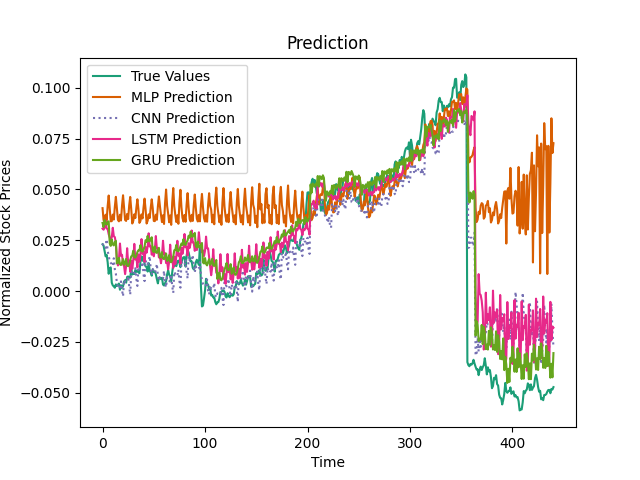 Prediction
True Values
MLP Prediction
CNN Prediction
LSTM Prediction
GRU Prediction
Normalized Stock Prices
0.100
0.075
0.050
0.025
0.000
−0.025
−0.050
0 100 200 300 400
Time